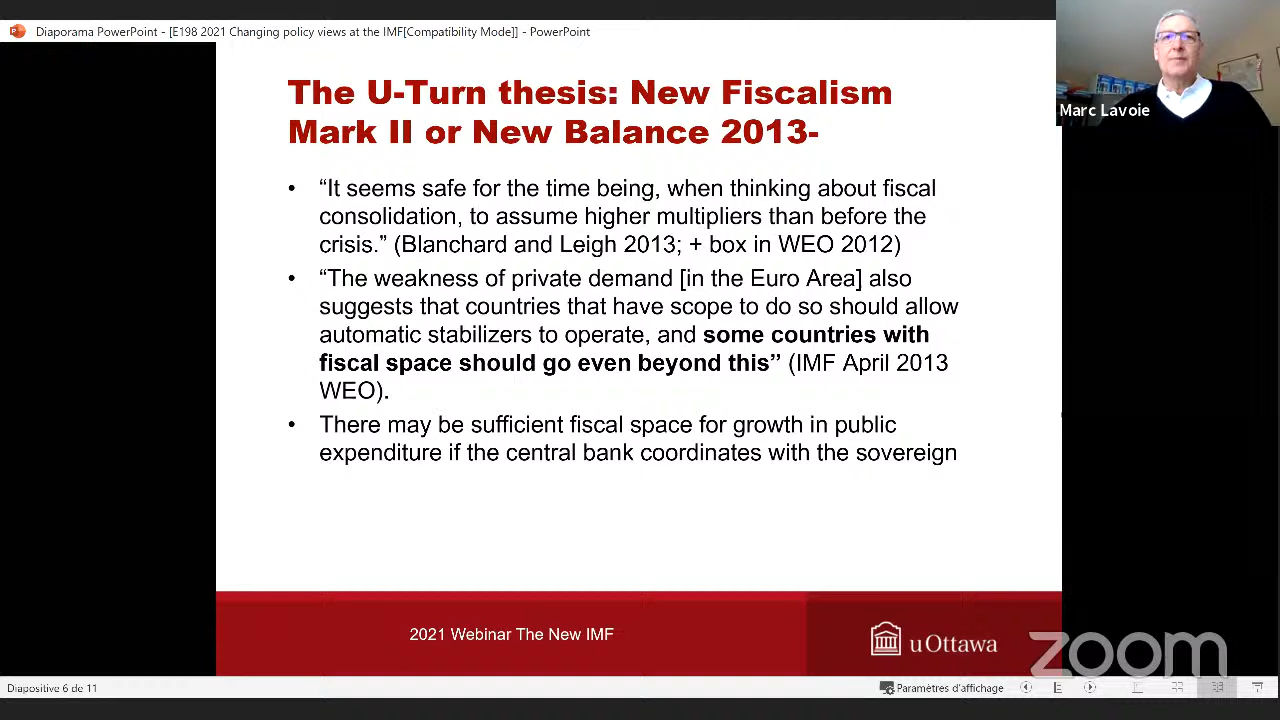 Diaporama PowerPoint - [E198 2021 Changing policy views at the IMF[Compatibility Mode]] - PowerPoint
Marc Lavoie
The U-Turn thesis: New Fiscalism
Mark II or New Balance 2013-
• “It seems safe for the time being, when thinking about fiscal
consolidation, to assume higher multipliers than before the
crisis.” (Blanchard and Leigh 2013; + box in WEO 2012)
• “The weakness of private demand [in the Euro Area] also
suggests that countries that have scope to do so should allow
automatic stabilizers to operate, and some countries with
fiscal space should go even beyond this” (IMF April 2013
WEO).
• There may be sufficient fiscal space for growth in public
expenditure if the central bank coordinates with the sovereign
2021 Webinar The New IMF
uOttawa
zoom
Diapositive 6 de 11
Paramètres d'affichage